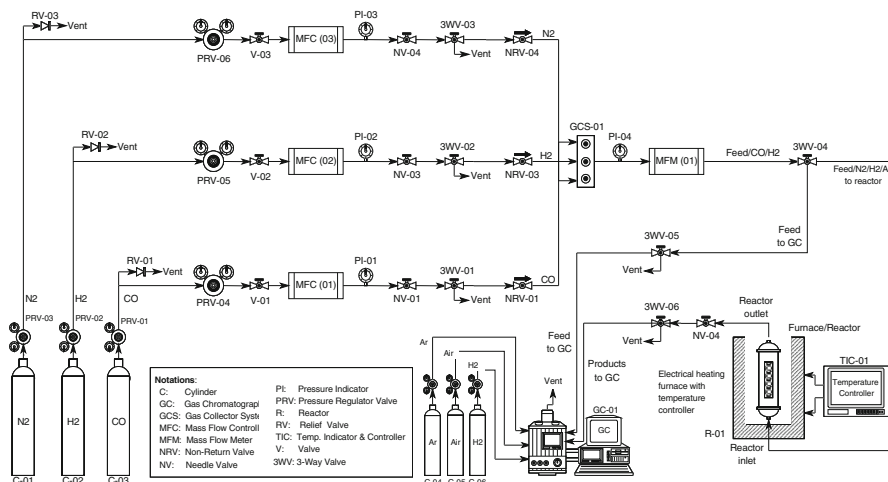 RV-03
Vent
PI-03
3WV-03
N2
PRV-06
V-03
MFC (03)
NV-04
Vent
NRV-04
RV-02
Vent
PI-02
3WV-02
GCS-01
PI-04
3WV-04
H2
PRV-05
V-02
MFC (02)
NV-03
Vent
NRV-03
MFM (01)
Feed/CO/H2
Feed/N2/H2/A
to reactor
RV-01
Vent
PI-01
3WV-01
CO
PRV-04
V-01
MFC (01)
NV-01
Vent
NRV-01
Feed
to GC
3WV-05
Vent
N2
H2
CO
PRV-03
PRV-02
PRV-01
3WV-06
NV-04
Vent
Reactor
outlet
Furnace/Reactor
TIC-01
Temperature
Controller
Feed
to GC
Products
to GC
Electrical heating
furnace with
temperature
controller
R-01
Reactor
inlet
Ar
Air
H2
Vent
GC-01
GC
N2
H2
CO
Ar
Air
H2
C-01
C-02
C-03
C-04
C-05
C-06
Notations:
C: Cylinder
GC: Gas Chromatograp
GCS: Gas Collector Syst
MFC: Mass Flow Controll
MFM: Mass Flow Meter
NRV: Non-Return Valve
NV: Needle Valve
PI: Pressure Indicator
PRV: Pressure Regulator Valve
R: Reactor
RV: Relief Valve
TIC: Temp. Indicator & Controller
V: Valve
3WV: 3-Way Valve